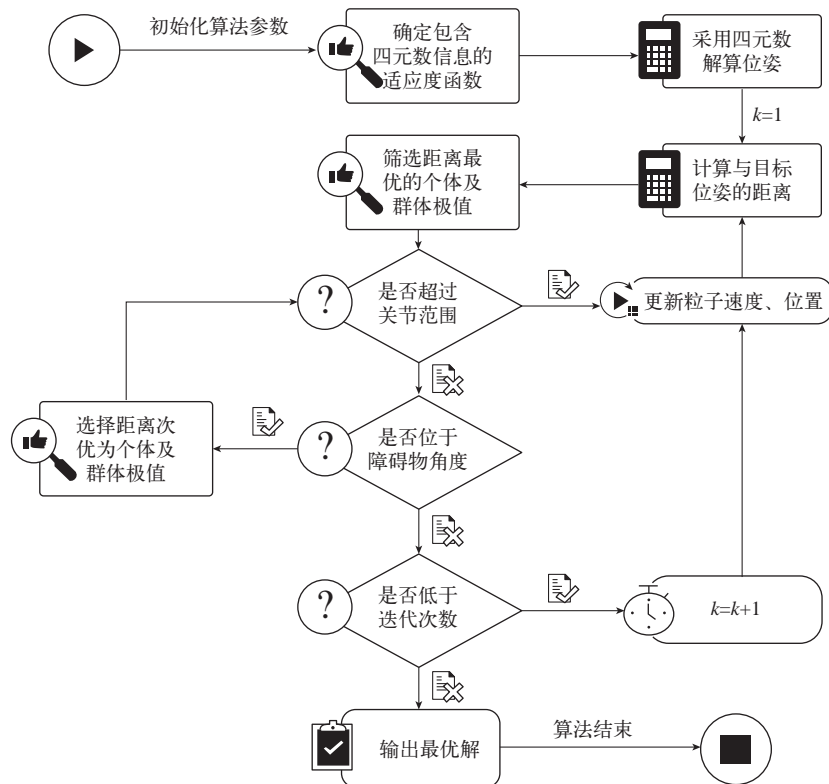 初始化算法参数
确定包含
四元数信息的
适应度函数
采用四元数
解算位姿
k=1
筛选距离最
优的个体及
群体极值
计算与目标
位姿的距离
?
是否超过
关节范围
更新粒子速度、位置
选择距离次
优为个体及
群体极值
?
是否位于
障碍物角度
?
是否低于
迭代次数
k=k+1
输出最优解
算法结束